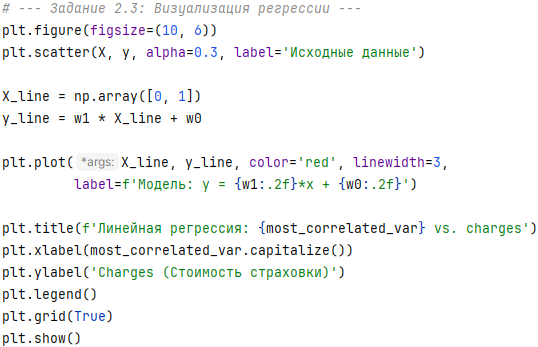 # --- Задание 2.3: Визуализация регрессии ---
plt.figure(figsize=(10, 6))
plt.scatter(X, y, alpha=0.3, label='Исходные данные')

X_line = np.array([0, 1])
y_line = w1 * X_line + w0

plt.plot( *args: X_line, y_line, color='red', linewidth=3,
         label=f'Модель: y = {w1:.2f}*x + {w0:.2f}')

plt.title(f'Линейная регрессия: {most_correlated_var} vs. charges')
plt.xlabel(most_correlated_var.capitalize())
plt.ylabel('Charges (Стоимость страховки)')
plt.legend()
plt.grid(True)
plt.show()